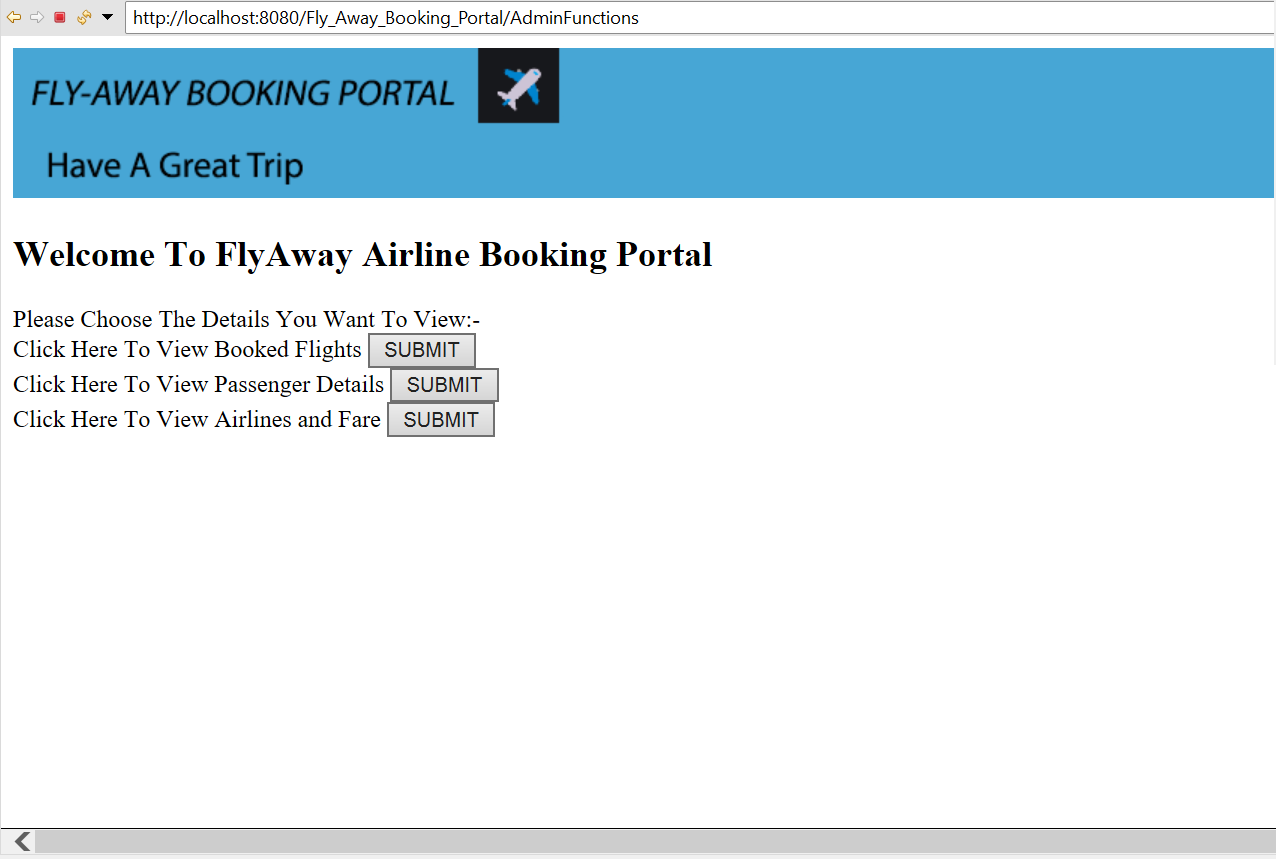 http://localhost:8080/Fly_Away_Booking_Portal/AdminFunctions
FLY-AWAY BOOKING PORTAL
Have A Great Trip
Welcome To FlyAway Airline Booking Portal
Please Choose The Details You Want To View:-
Click Here To View Booked Flights SUBMIT
Click Here To View Passenger Details SUBMIT
Click Here To View Airlines and Fare SUBMIT